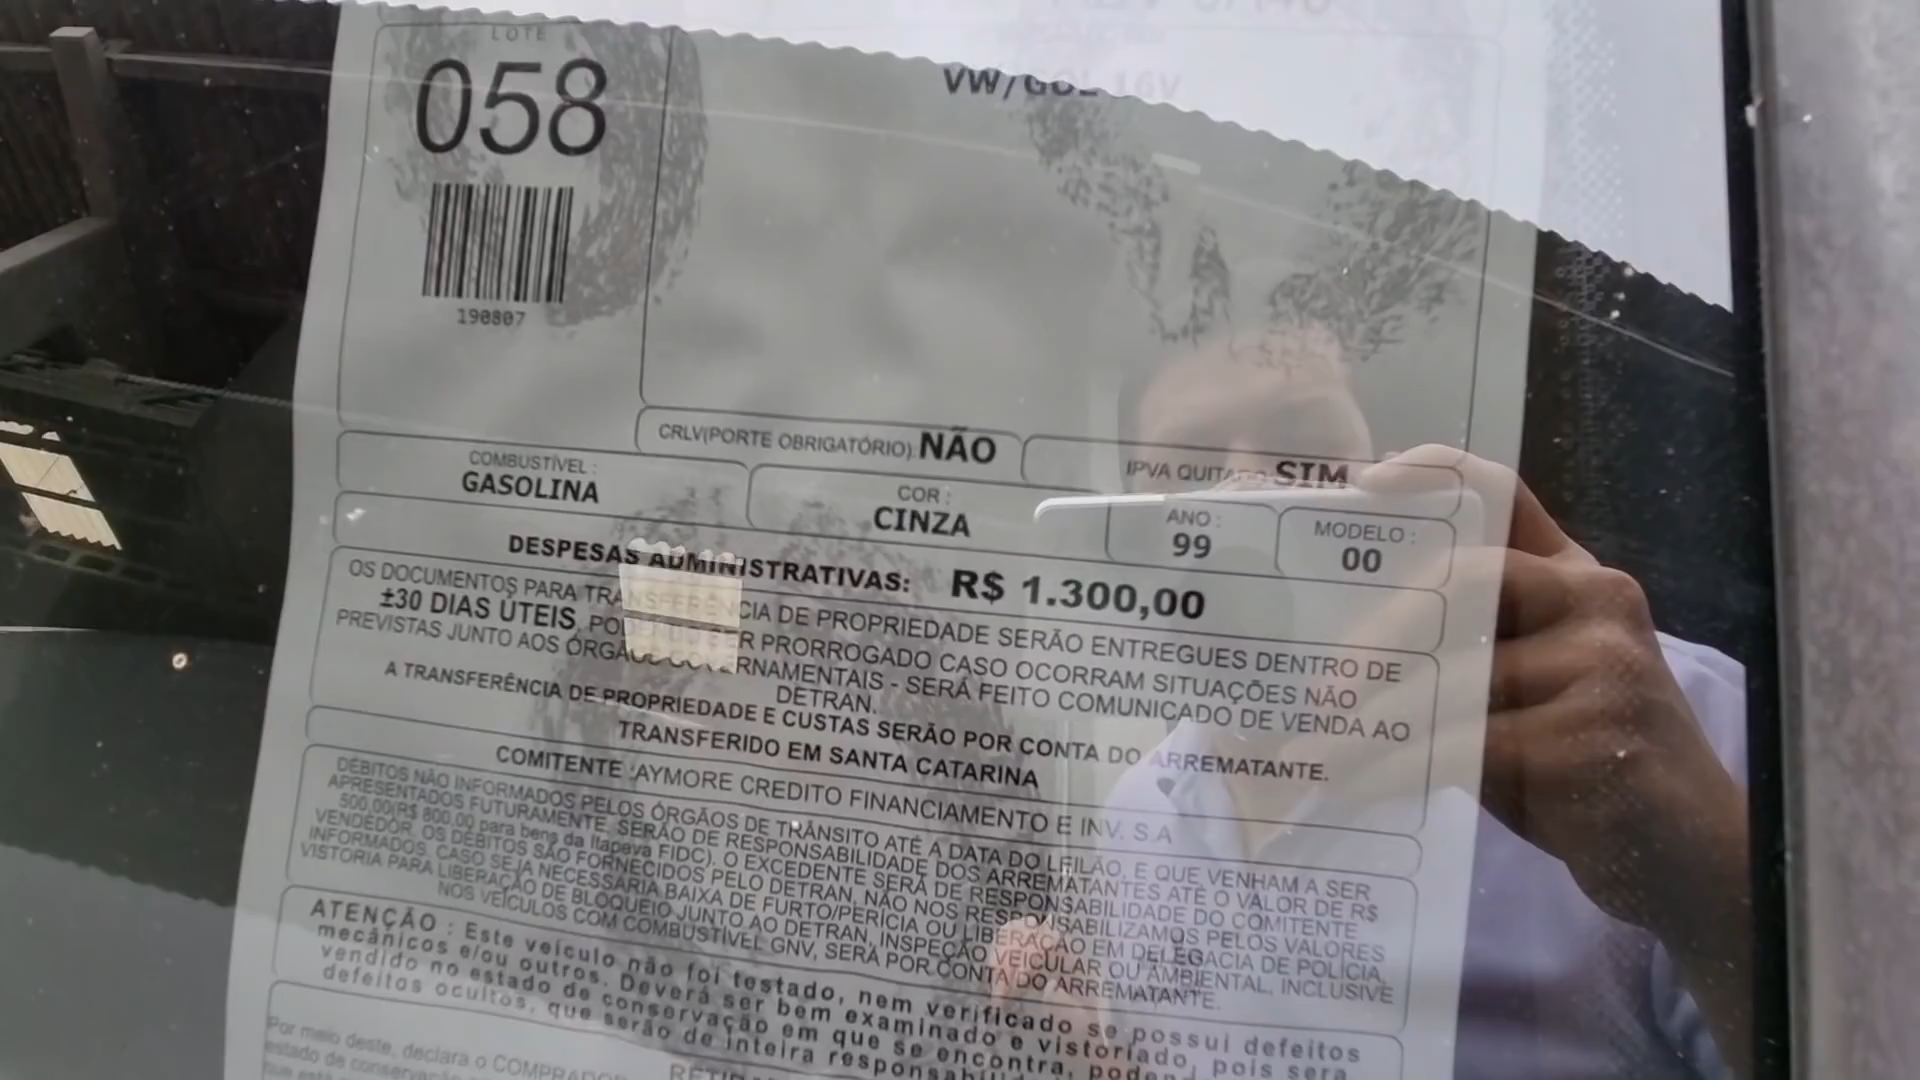 LOTE
058
190807
VW/GOL 16V
CRLV(PORTE OBRIGATÓRIO): NÃO
IPVA QUITADO SIM
COMBUSTÍVEL :
GASOLINA
COR :
CINZA
ANO :
99
MODELO :
00
DESPESAS ADMINISTRATIVAS: R$ 1.300,00
OS DOCUMENTOS PARA TRANSFERÊNCIA DE PROPRIEDADE SERÃO ENTREGUES DENTRO DE
±30 DIAS ÚTEIS, PODENDO SER PRORROGADO CASO OCORRAM SITUAÇÕES NÃO
PREVISTAS JUNTO AOS ÓRGÃOS GOVERNAMENTAIS - SERÁ FEITO COMUNICADO DE VENDA AO
DETRAN.
A TRANSFERÊNCIA DE PROPRIEDADE E CUSTAS SERÃO POR CONTA DO ARREMATANTE.
TRANSFERIDO EM SANTA CATARINA
COMITENTE :AYMORE CREDITO FINANCIAMENTO E INV. S.A
DÉBITOS NÃO INFORMADOS PELOS ÓRGÃOS DE TRÂNSITO ATÉ A DATA DO LEILÃO, E QUE VENHAM A SER
APRESENTADOS FUTURAMENTE, SERÃO DE RESPONSABILIDADE DOS ARREMATANTES ATÉ O VALOR DE R$
500,00(R$ 800,00 para bens da Itapeva FIDC). O EXCEDENTE SERÁ DE RESPONSABILIDADE DO COMITENTE
VENDEDOR. OS DÉBITOS SÃO FORNECIDOS PELO DETRAN, NÃO NOS RESPONSABILIZAMOS PELOS VALORES
INFORMADOS. CASO SEJA NECESSÁRIA BAIXA DE FURTO/PERÍCIA OU LIBERAÇÃO EM DELEGACIA DE POLÍCIA,
VISTORIA PARA LIBERAÇÃO DE BLOQUEIO JUNTO AO DETRAN, INSPEÇÃO VEICULAR OU AMBIENTAL, INCLUSIVE
NOS VEÍCULOS COM COMBUSTÍVEL GNV, SERÁ POR CONTA DO ARREMATANTE.
ATENÇÃO : Este veículo não foi testado, nem verificado se possui defeitos
mecânicos e/ou outros. Deverá ser bem examinado e vistoriado, pois será
vendido no estado de conservação em que se encontra, podendo
defeitos ocultos, que serão de inteira
Por meio deste, declara o COMPRADOR
estado de